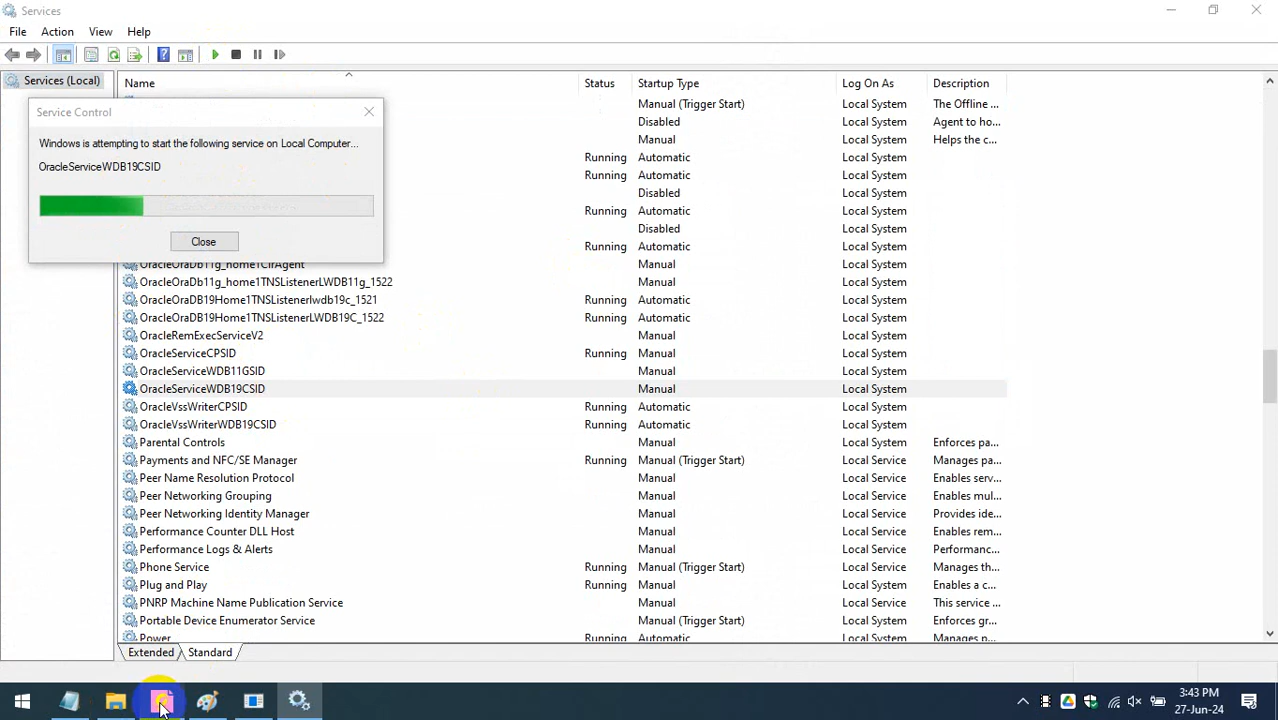 Services
File Action View Help
Services (Local)
Name Status Startup Type Log On As Description
Manual (Trigger Start) Local System The Offline ...
Disabled Local System Agent to ho...
Manual Local System Helps the c...
Running Automatic Local System
Running Automatic Local System
Disabled Local System
Running Automatic Local System
Disabled Local System
Running Automatic Local System
Service Control
Windows is attempting to start the following service on Local Computer...
OracleServiceWDB19CSID
Close
OracleOraDb11g_home1ClrAgent Manual Local System
OracleOraDb11g_home1TNSListenerLWDB11g_1522 Manual Local System
OracleOraDB19Home1TNSListenerlwdb19c_1521 Running Automatic Local System
OracleOraDB19Home1TNSListenerLWDB19C_1522 Running Automatic Local System
OracleRemExecServiceV2 Manual Local System
OracleServiceCPSID Running Manual Local System
OracleServiceWDB11GSID Manual Local System
OracleServiceWDB19CSID Manual Local System
OracleVssWriterCPSID Running Automatic Local System
OracleVssWriterWDB19CSID Running Automatic Local System
Parental Controls Manual Local System Enforces pa...
Payments and NFC/SE Manager Running Manual (Trigger Start) Local Service Manages pa...
Peer Name Resolution Protocol Manual Local Service Enables serv...
Peer Networking Grouping Manual Local Service Enables mul...
Peer Networking Identity Manager Manual Local Service Provides ide...
Performance Counter DLL Host Manual Local Service Enables rem...
Performance Logs & Alerts Manual Local Service Performanc...
Phone Service Running Manual (Trigger Start) Local Service Manages th...
Plug and Play Running Manual Local System Enables a c...
PNRP Machine Name Publication Service Manual Local Service This service ...
Portable Device Enumerator Service Manual (Trigger Start) Local System Enforces gr...
Power Running Automatic Local System Manages p...
Extended Standard
3:43 PM
27-Jun-24